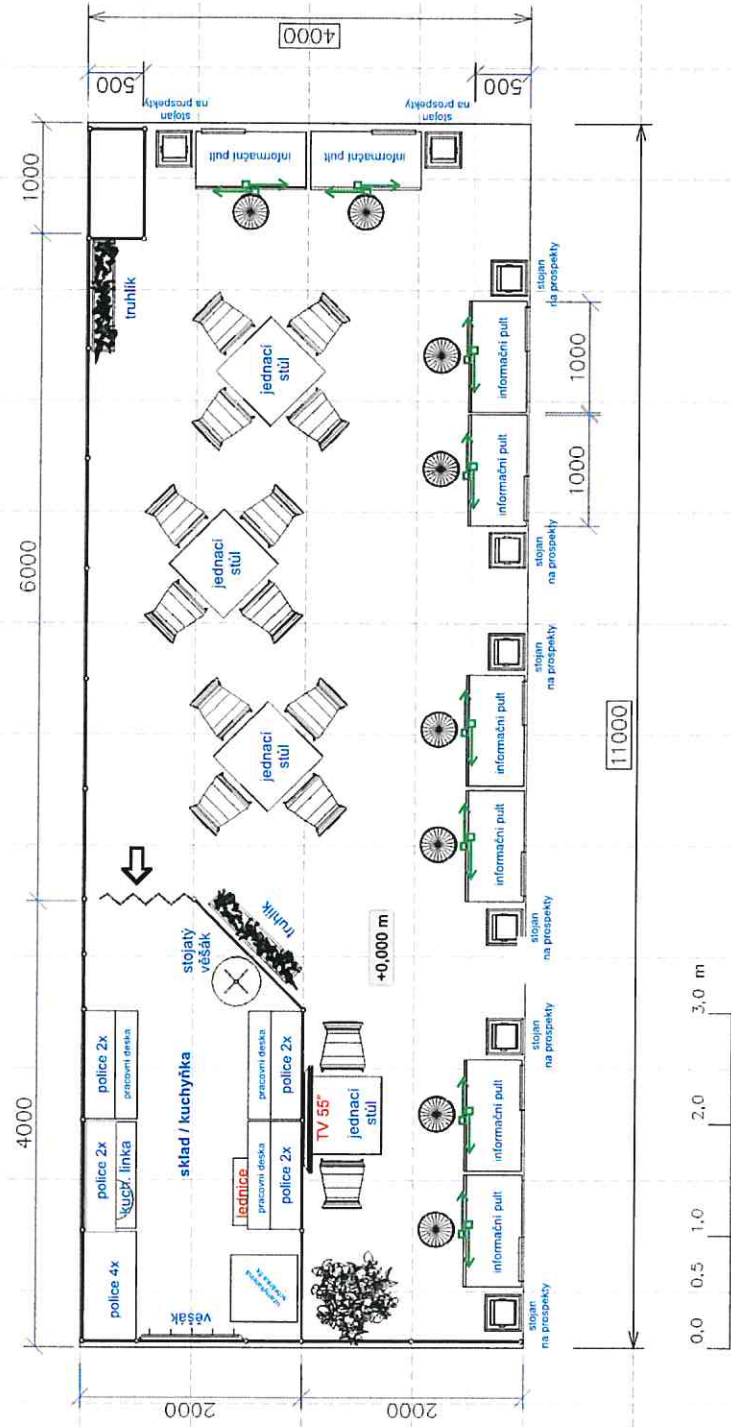 4000
500
500
1000
6000
4000
stojan
na prospekty
informační pult
informační pult
stojan
na prospekty
truhlík
jednací
stůl
jednací
stůl
jednací
stůl
stojan
na prospekty
informační pult
informační pult
stojan
na prospekty
1000
1000
stojan
na prospekty
informační pult
informační pult
stojan
na prospekty
11000
truhlík
stojatý
věšák
+0,000 m
police 2x
pracovní deska
police 2x
kuch. linka
police 4x
sklad / kuchyňka
pracovní deska
police 2x
lednice
pracovní deska
police 2x
věšák
TV 55"
jednací
stůl
stojan
na prospekty
informační pult
informační pult
stojan
na prospekty
2000
2000
0,0
0,5
1,0
2,0
3,0 m